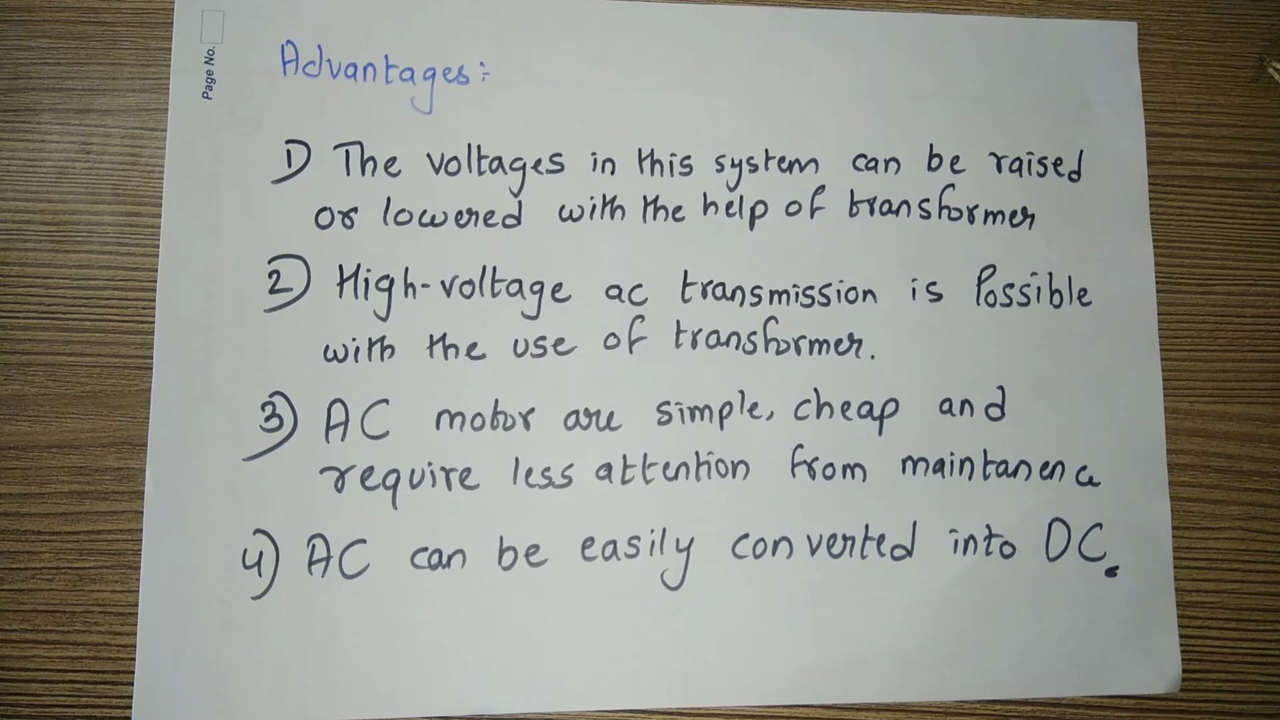 Page No.
Advantages:
1) The voltages in this system can be raised
or lowered with the help of transformer
2) High-voltage ac transmission is Possible
with the use of transformer.
3) AC motor are simple, cheap and
require less attention from maintanence
4) AC can be easily converted into DC.